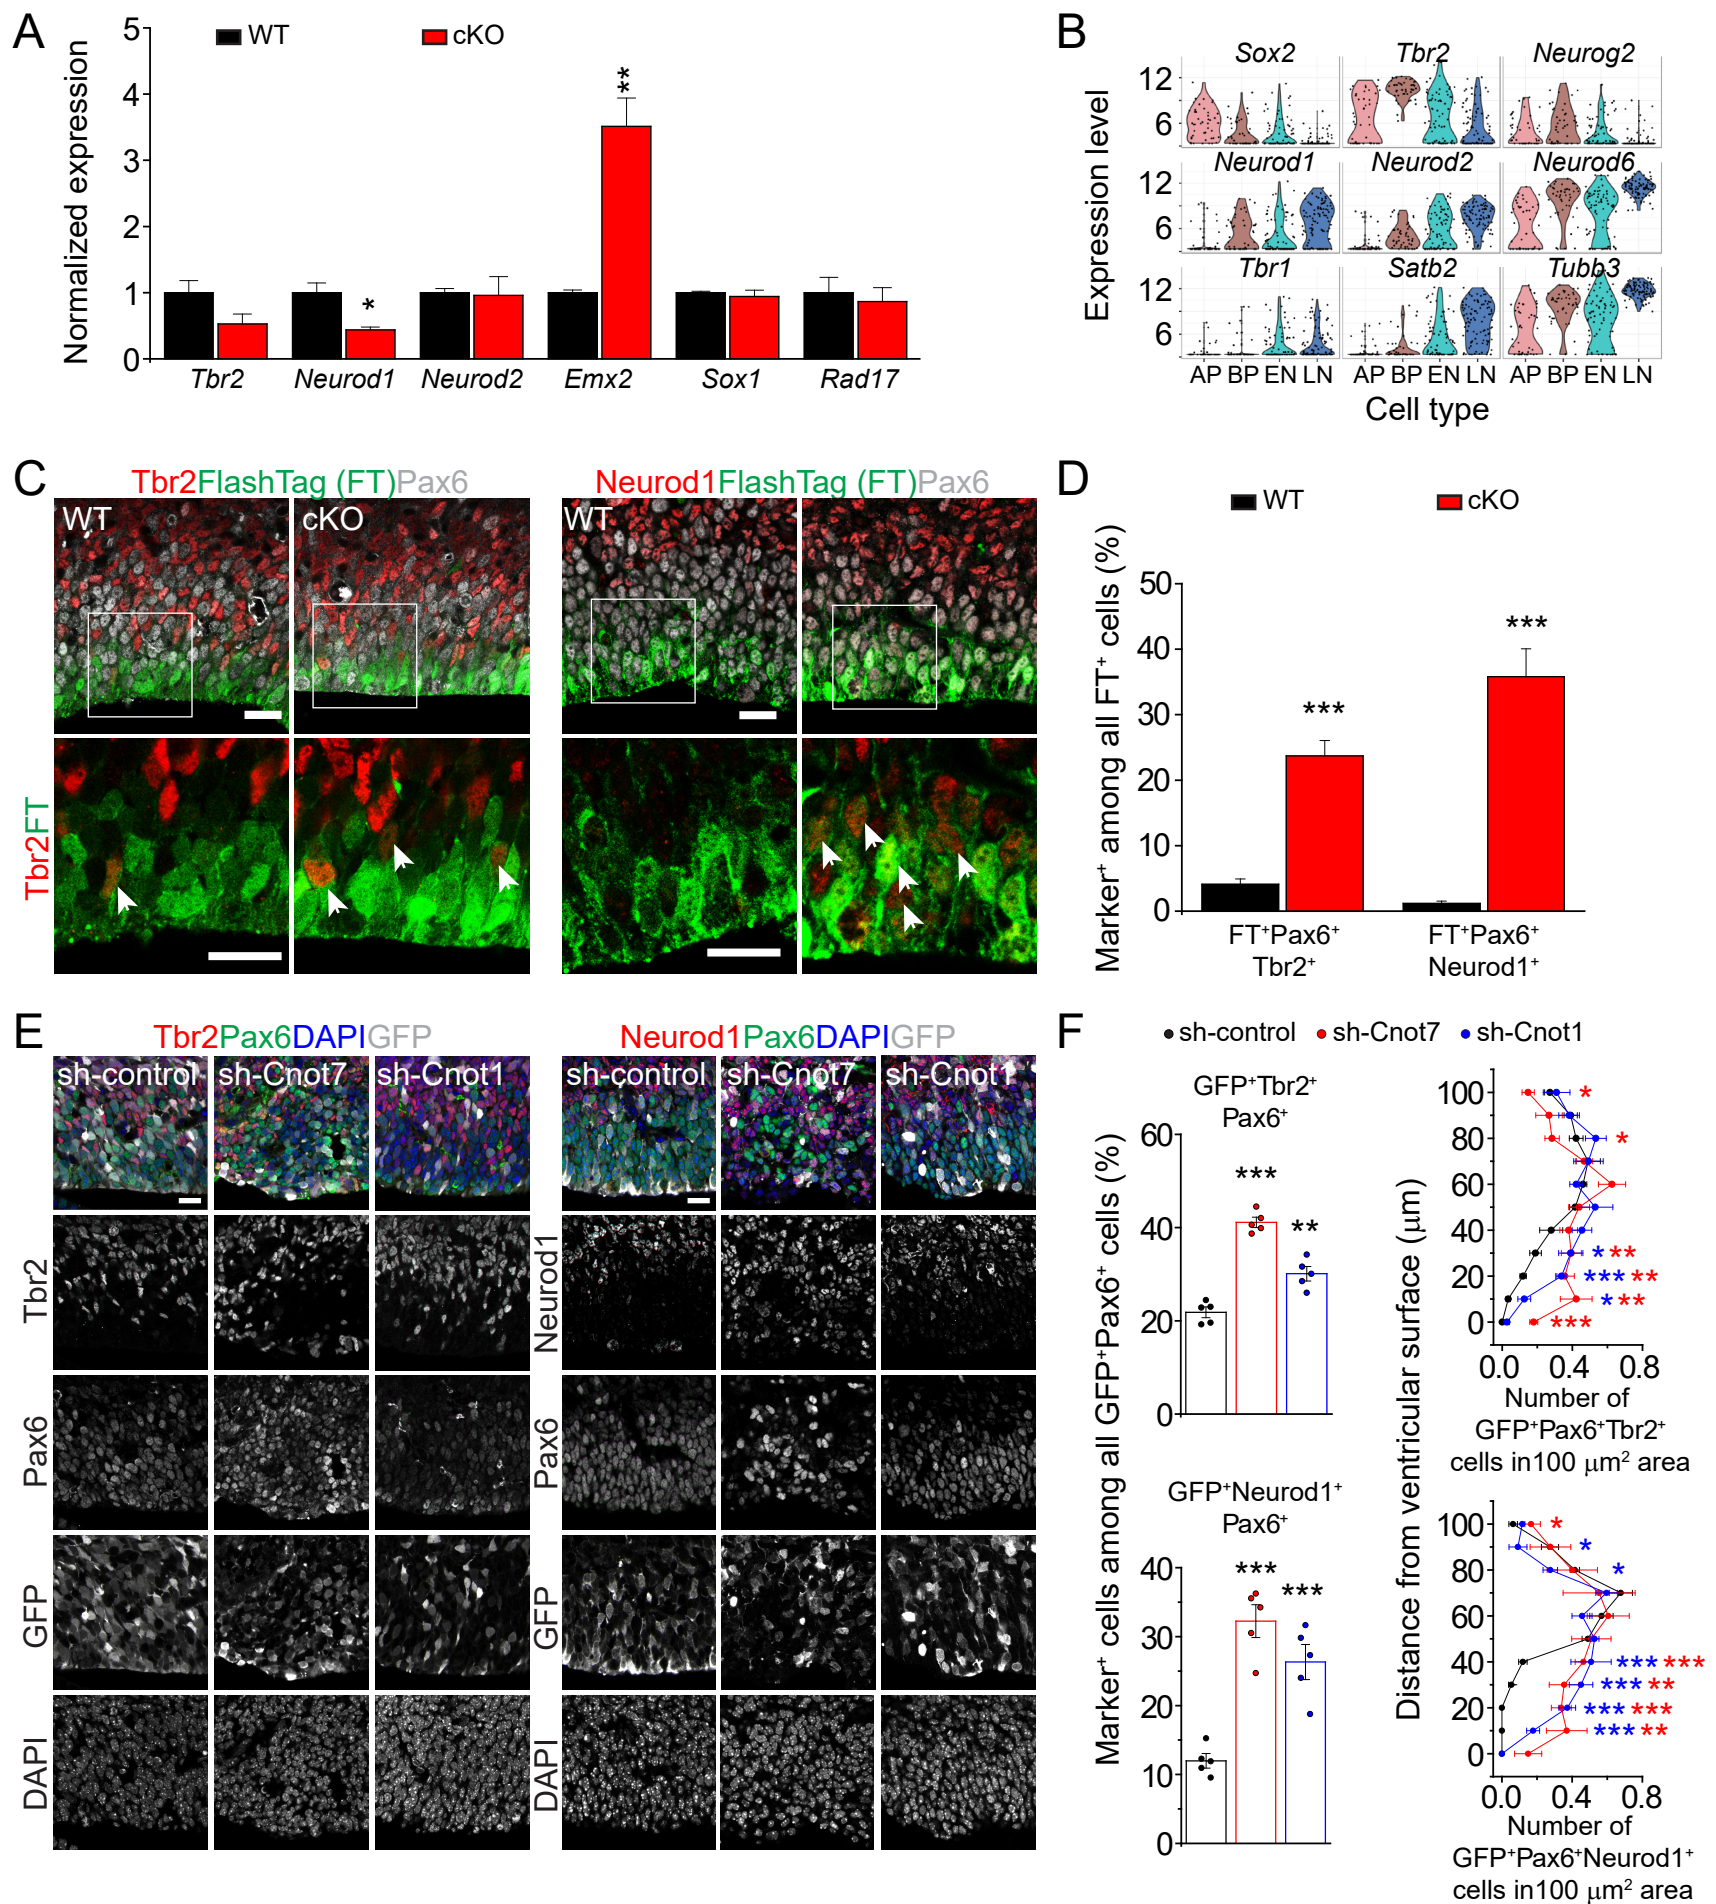 A
WT
cKO
Normalized expression
5
4
3
2
1
0
*
**
Tbr2
Neurod1
Neurod2
Emx2
Sox1
Rad17
B
Expression level
Sox2
Tbr2
Neurog2
12
6
Neurod1
Neurod2
Neurod6
12
6
Tbr1
Satb2
Tubb3
12
6
AP BP EN LN
AP BP EN LN
AP BP EN LN
Cell type
C
Tbr2FlashTag (FT)Pax6
WT
cKO
Tbr2FT
Neurod1FlashTag (FT)Pax6
WT
D
WT
cKO
Marker⁺ among all FT⁺ cells (%)
50
40
30
20
10
0
***
***
FT⁺Pax6⁺
Tbr2⁺
FT⁺Pax6⁺
Neurod1⁺
E
Tbr2Pax6DAPIGFP
sh-control
sh-Cnot7
sh-Cnot1
Tbr2
Pax6
GFP
DAPI
Neurod1Pax6DAPIGFP
sh-control
sh-Cnot7
sh-Cnot1
Neurod1
Pax6
GFP
DAPI
F
sh-control
sh-Cnot7
sh-Cnot1
Marker⁺ cells among all GFP⁺Pax6⁺ cells (%)
GFP⁺Tbr2⁺
Pax6⁺
60
40
20
0
***
**
GFP⁺Neurod1⁺
Pax6⁺
40
30
20
10
0
***
***
Distance from ventricular surface (μm)
100
80
60
40
20
0
*
*
* **
*** **
* **
***
0.0 0.4 0.8
Number of
GFP⁺Pax6⁺Tbr2⁺
cells in100 μm² area
100
80
60
40
20
0
*
*
*
*** ***
*** **
*** ***
*** **
0.0 0.4 0.8
Number of
GFP⁺Pax6⁺Neurod1⁺
cells in100 μm² area